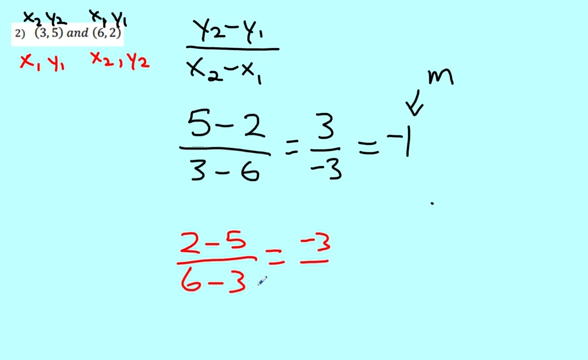 x2 y2 x1 y1
2) (3, 5) and (6, 2)
x1 y1 x2, y2
y2 - y1
x2 - x1
m
5 - 2 = 3 = -1
3 - 6 -3
2 - 5 = -3
6 - 3